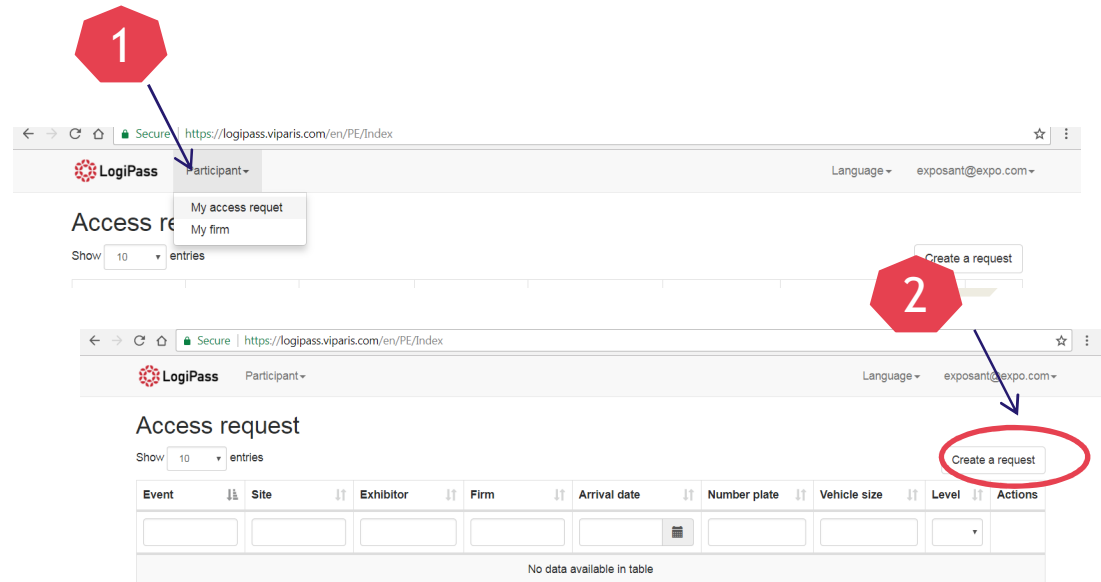 1
Secure https://logipass.viparis.com/en/PE/Index
LogiPass Participant Language exposant@expo.com
My access requet
My firm
Access re
Show 10 entries
Create a request
2
Secure https://logipass.viparis.com/en/PE/Index
LogiPass Participant Language exposant@expo.com
Access request
Show 10 entries
Create a request
Event Site Exhibitor Firm Arrival date Number plate Vehicle size Level Actions
No data available in table